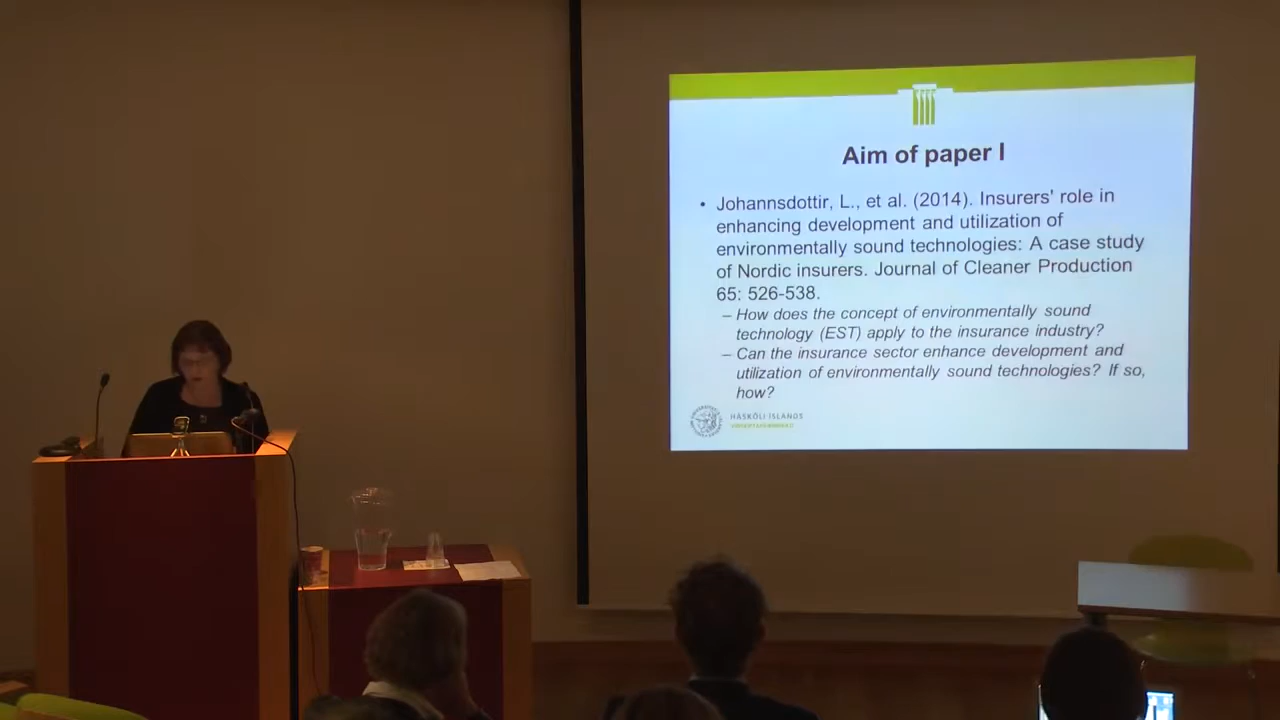 Aim of paper I
• Johannsdottir, L., et al. (2014). Insurers' role in
enhancing development and utilization of
environmentally sound technologies: A case study
of Nordic insurers. Journal of Cleaner Production
65: 526-538.
– How does the concept of environmentally sound
technology (EST) apply to the insurance industry?
– Can the insurance sector enhance development and
utilization of environmentally sound technologies? If so,
how?
HÁSKÓLI ÍSLANDS